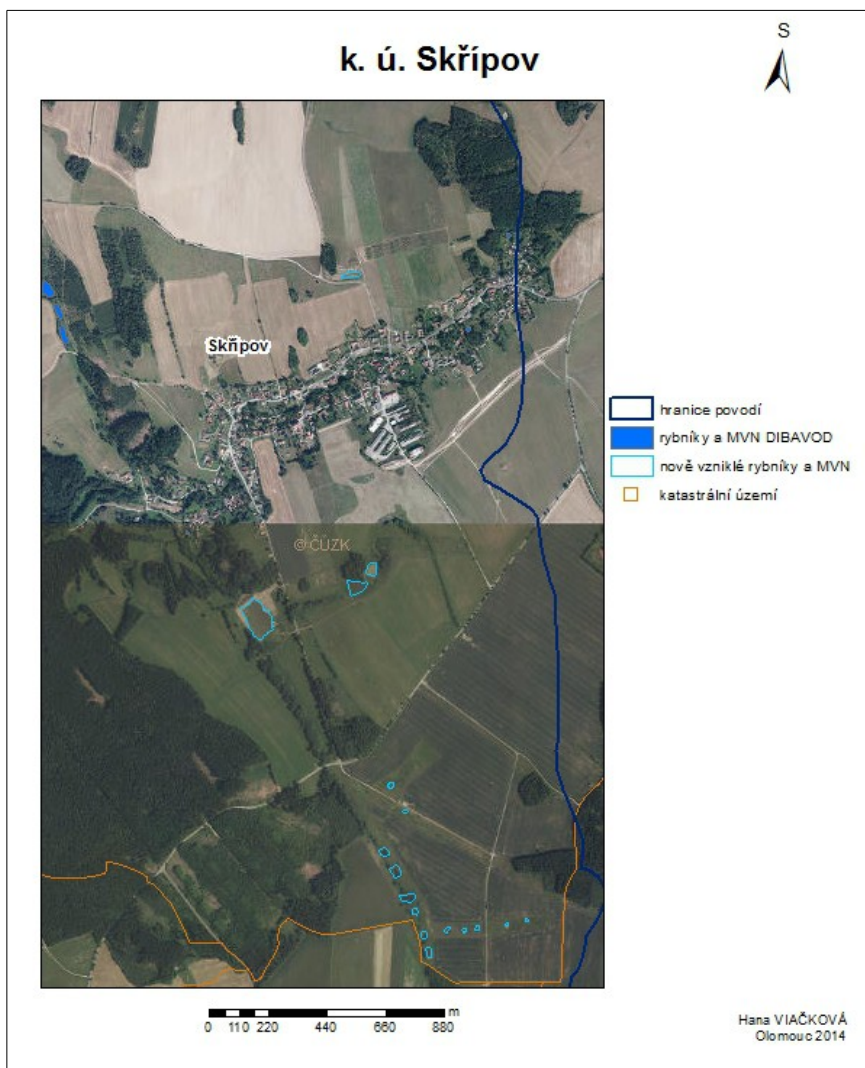 k. ú. Skřípov
S
Skřípov
© ČÚZK
hranice povodí
rybníky a MVN DIBAVOD
nově vzniklé rybníky a MVN
katastrální území
m
0 110 220 440 660 880
Hana VIAČKOVÁ
Olomouc 2014